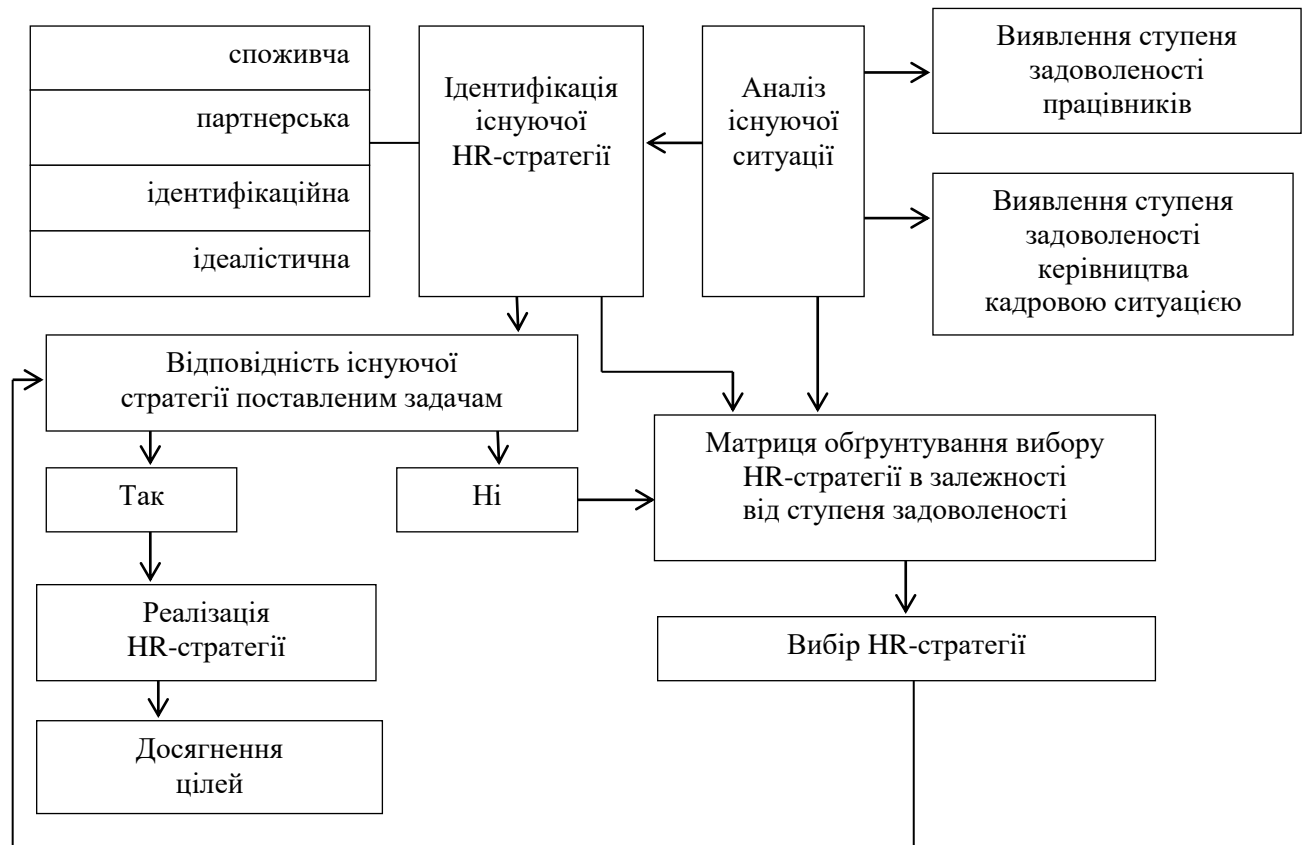 споживча
партнерська
ідентифікаційна
ідеалістична
Ідентифікація
існуючої
HR-стратегії
Аналіз
існуючої
ситуації
Виявлення ступеня
задоволеності
працівників
Виявлення ступеня
задоволеності
керівництва
кадровою ситуацією
Відповідність існуючої
стратегії поставленим задачам
Так
Ні
Матриця обґрунтування вибору
HR-стратегії в залежності
від ступеня задоволеності
Реалізація
HR-стратегії
Вибір HR-стратегії
Досягнення
цілей